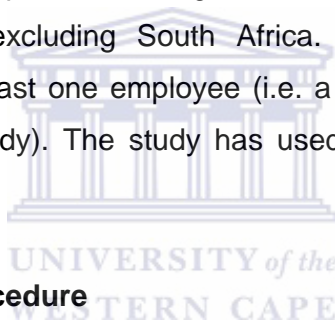 excluding South Africa.
ast one employee (i.e. a
dy). The study has used
UNIVERSITY of the
cedure
WESTERN CAPE